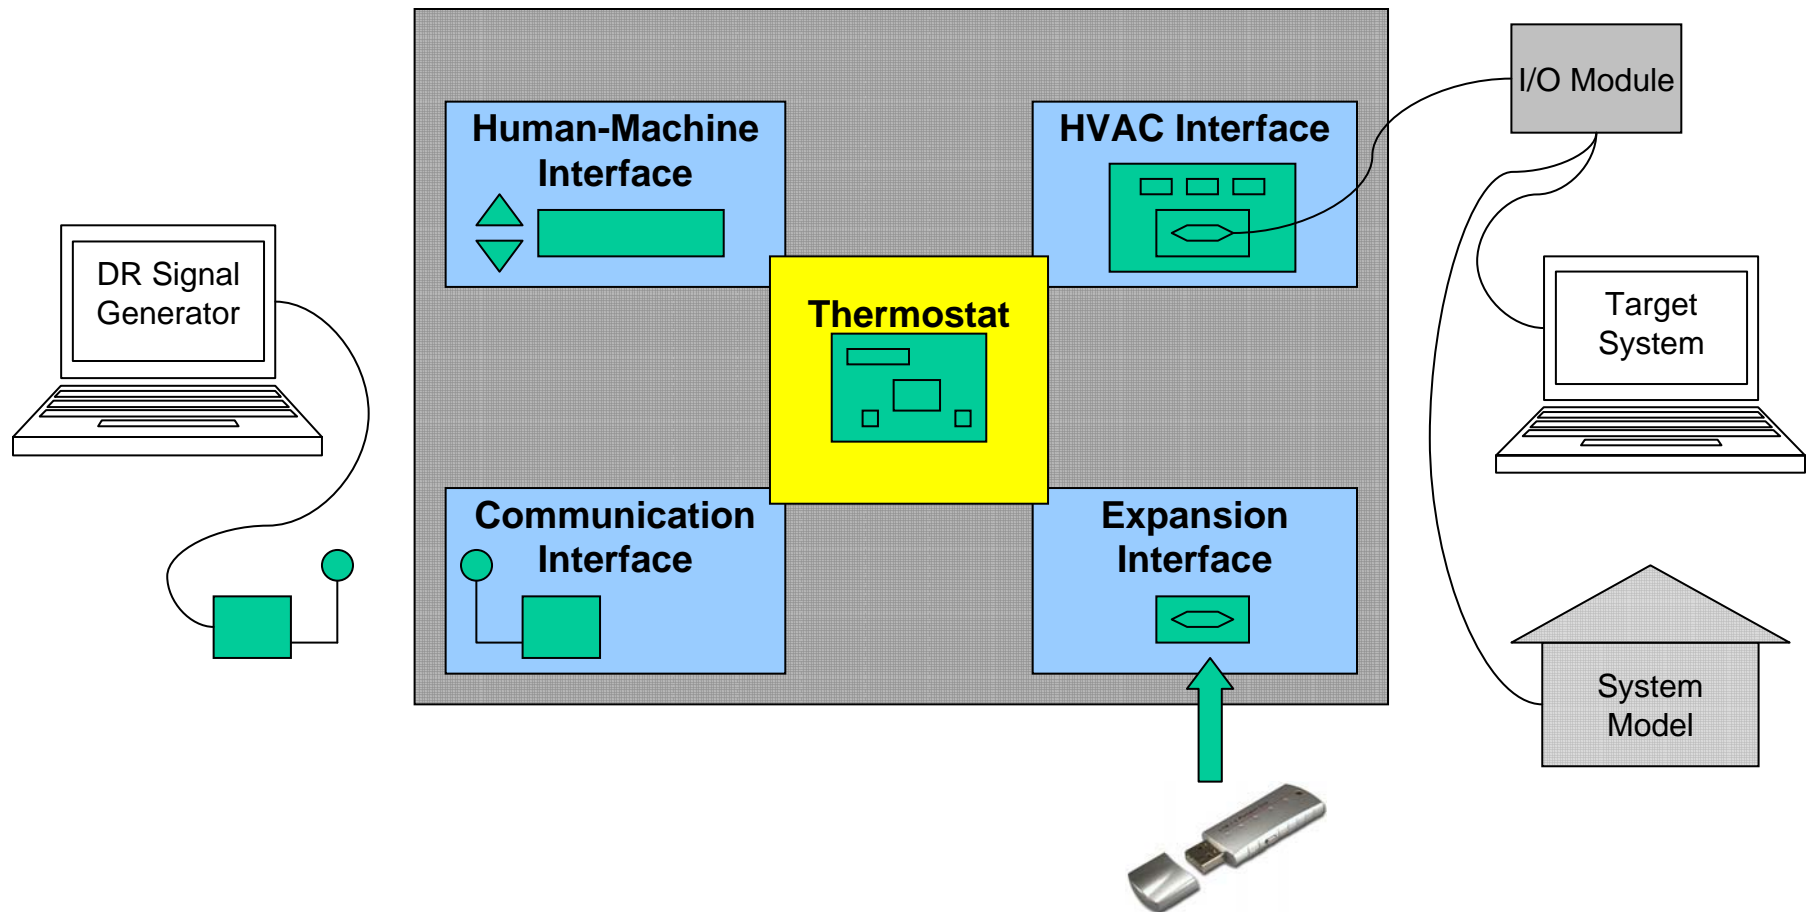 I/O Module
Human-Machine
Interface
HVAC Interface
DR Signal
Generator
Thermostat
Target
System
Communication
Interface
Expansion
Interface
System
Model